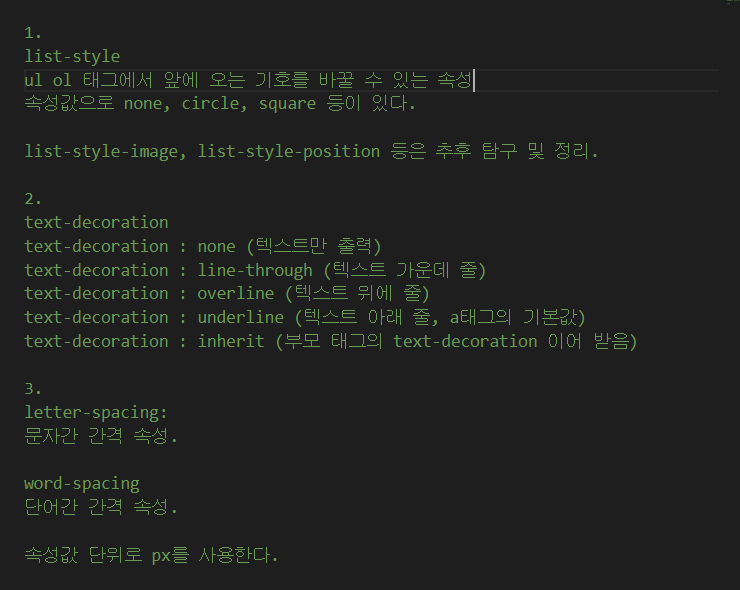 1.
list-style
ul ol 태그에서 앞에 오는 기호를 바꿀 수 있는 속성
속성값으로 none, circle, square 등이 있다.
list-style-image, list-style-position 등은 추후 탐구 및 정리.
2.
text-decoration
text-decoration : none (텍스트만 출력)
text-decoration : line-through (텍스트 가운데 줄)
text-decoration : overline (텍스트 위에 줄)
text-decoration : underline (텍스트 아래 줄, a태그의 기본값)
text-decoration : inherit (부모 태그의 text-decoration 이어 받음)
3.
letter-spacing:
문자간 간격 속성.
word-spacing
단어간 간격 속성.
속성값 단위로 px를 사용한다.